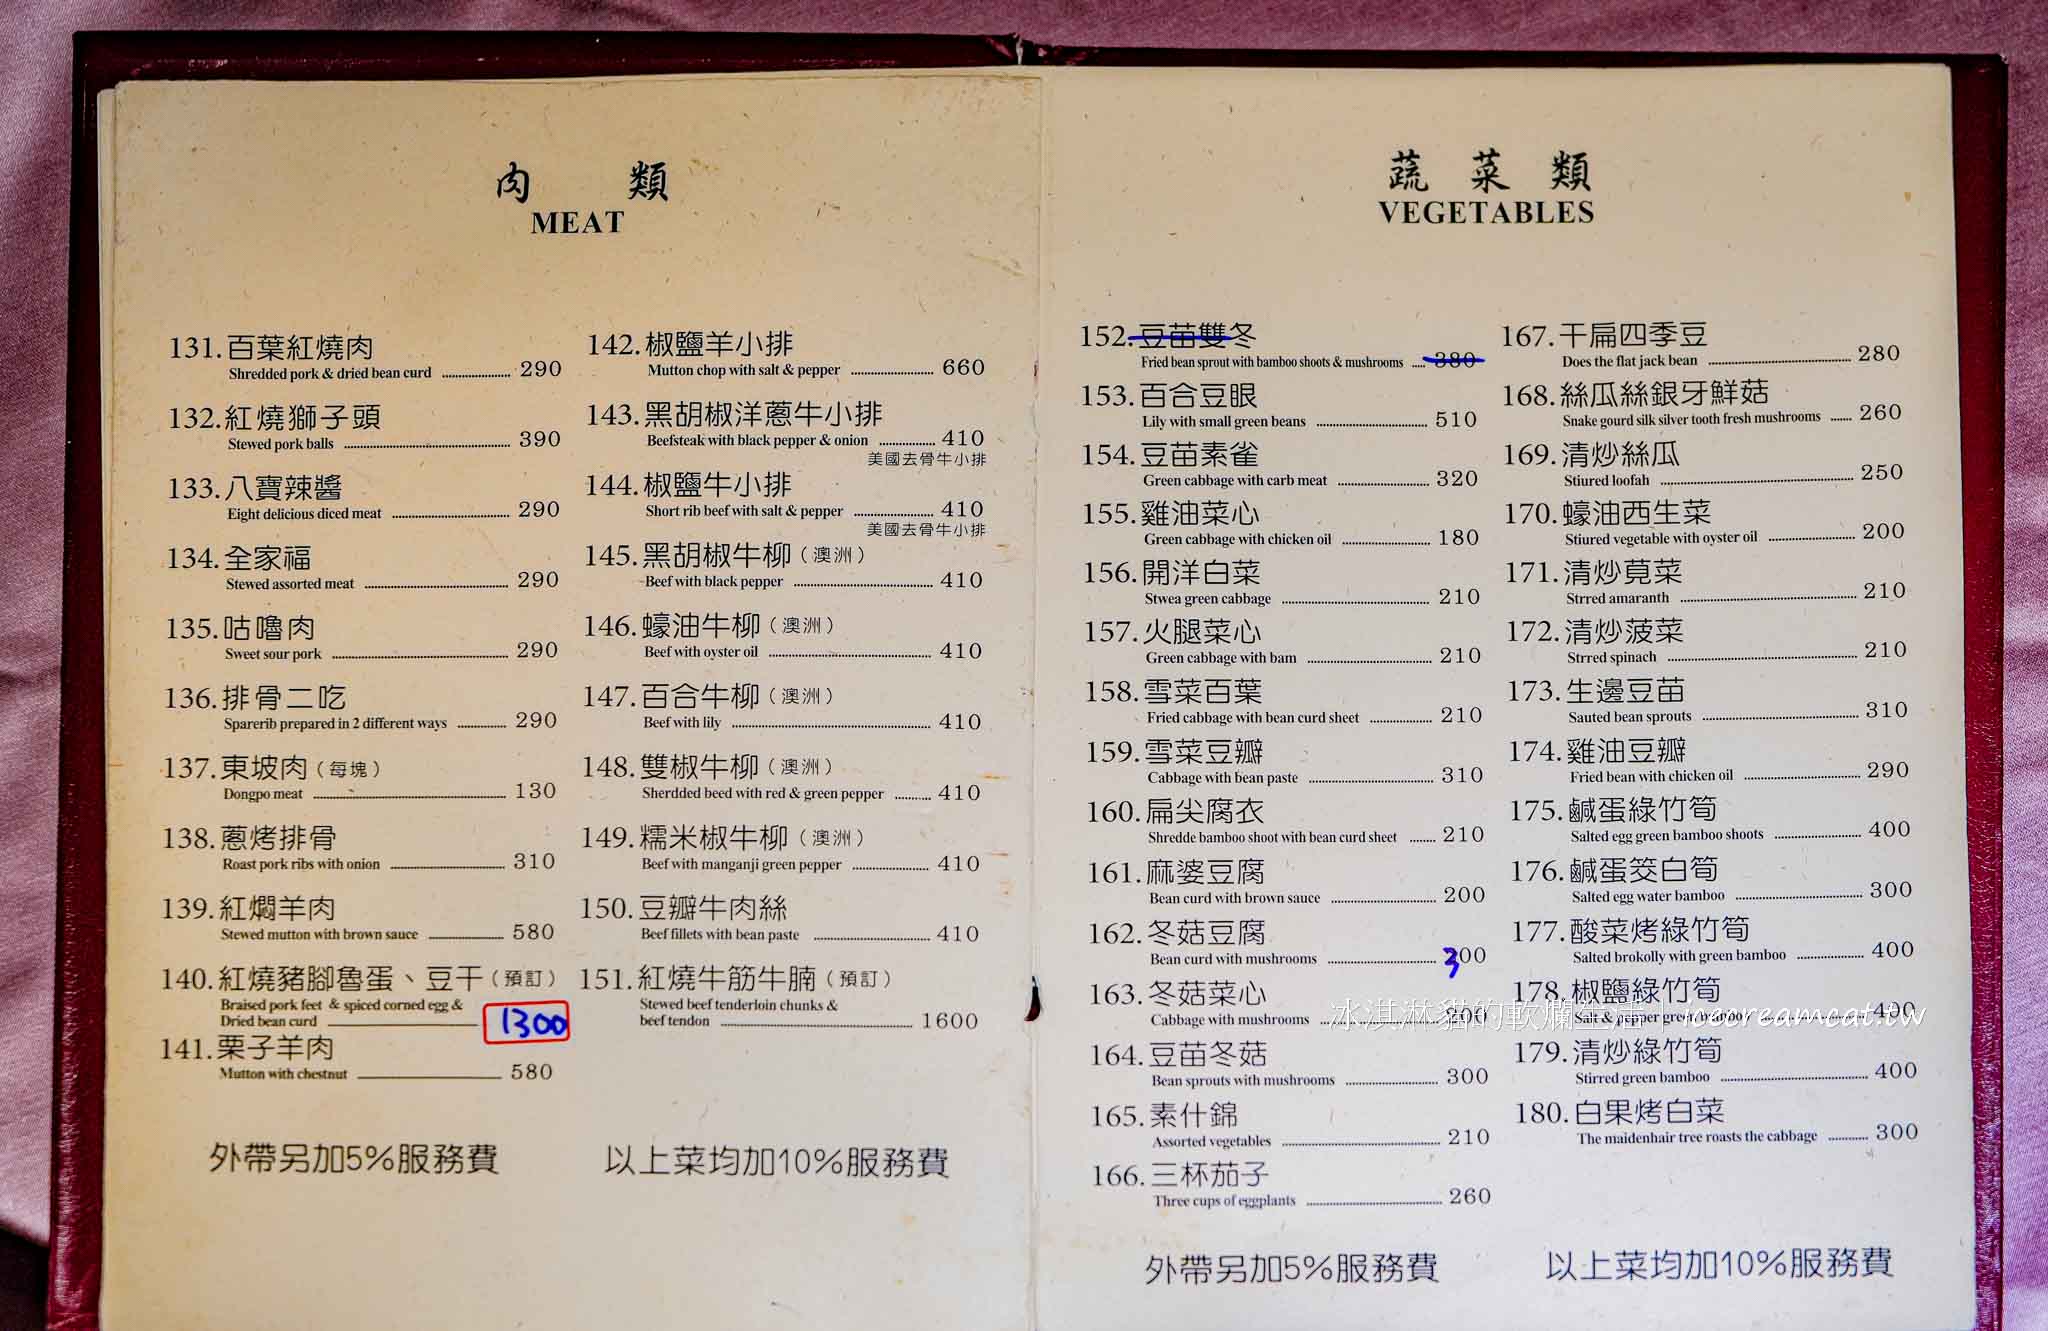 肉類
MEAT
131. 百葉紅燒肉
Shredded pork & dried bean curd 290
132. 紅燒獅子頭
Stewed pork balls 390
133. 八寶辣醬
Eight delicious diced meat 290
134. 全家福
Stewed assorted meat 290
135. 咕嚕肉
Sweet sour pork 290
136. 排骨二吃
Sparerib prepared in 2 different ways 290
137. 東坡肉（每塊）
Dongpo meat 130
138. 蔥烤排骨
Roast pork ribs with onion 310
139. 紅燜羊肉
Stewed mutton with brown sauce 580
140. 紅燒豬腳魯蛋、豆干（預訂）
Braised pork feet & spiced corned egg &
Dried bean curd 1300
141. 栗子羊肉
Mutton with chestnut 580
外帶另加5%服務費
142. 椒鹽羊小排
Mutton chop with salt & pepper 660
143. 黑胡椒洋蔥牛小排
Beefsteak with black pepper & onion 410
美國去骨牛小排
144. 椒鹽牛小排
Short rib beef with salt & pepper 410
美國去骨牛小排
145. 黑胡椒牛柳（澳洲）
Beef with black pepper 410
146. 蠔油牛柳（澳洲）
Beef with oyster oil 410
147. 百合牛柳（澳洲）
Beef with lily 410
148. 雙椒牛柳（澳洲）
Sherdded beed with red & green pepper 410
149. 糯米椒牛柳（澳洲）
Beef with manganji green pepper 410
150. 豆瓣牛肉絲
Beef fillets with bean paste 410
151. 紅燒牛筋牛腩（預訂）
Stewed beef tenderloin chunks &
beef tendon 1600
以上菜均加10%服務費
蔬菜類
VEGETABLES
152. 豆苗雙冬
Fried bean sprout with bamboo shoots & mushrooms 380
153. 百合豆眼
Lily with small green beans 510
154. 豆苗素雀
Green cabbage with carb meat 320
155. 雞油菜心
Green cabbage with chicken oil 180
156. 開洋白菜
Stwea green cabbage 210
157. 火腿菜心
Green cabbage with bam 210
158. 雪菜百葉
Fried cabbage with bean curd sheet 210
159. 雪菜豆瓣
Cabbage with bean paste 310
160. 扁尖腐衣
Shredde bamboo shoot with bean curd sheet 210
161. 麻婆豆腐
Bean curd with brown sauce 200
162. 冬菇豆腐
Bean curd with mushrooms 300
163. 冬菇菜心
Cabbage with mushrooms
164. 豆苗冬菇
Bean sprouts with mushrooms 300
165. 素什錦
Assorted vegetables 210
166. 三杯茄子
Three cups of eggplants 260
外帶另加5%服務費
167. 干扁四季豆
Does the flat jack bean 280
168. 絲瓜絲銀牙鮮菇
Snake gourd silk silver tooth fresh mushrooms 260
169. 清炒絲瓜
Stiured loofah 250
170. 蠔油西生菜
Stiured vegetable with oyster oil 200
171. 清炒莧菜
Strred amaranth 210
172. 清炒菠菜
Strred spinach 210
173. 生邊豆苗
Sauted bean sprouts 310
174. 雞油豆瓣
Fried bean with chicken oil 290
175. 鹹蛋綠竹筍
Salted egg green bamboo shoots 400
176. 鹹蛋筊白筍
Salted egg water bamboo 300
177. 酸菜烤綠竹筍
Salted brokolly with green bamboo 400
178. 椒鹽綠竹筍
Salt & pepper green bamboo 400
179. 清炒綠竹筍
Stirred green bamboo 400
180. 白果烤白菜
The maidenhair tree roasts the cabbage 300
以上菜均加10%服務費
冰淇淋貓的軟爛生活 | icecreamcat.tw